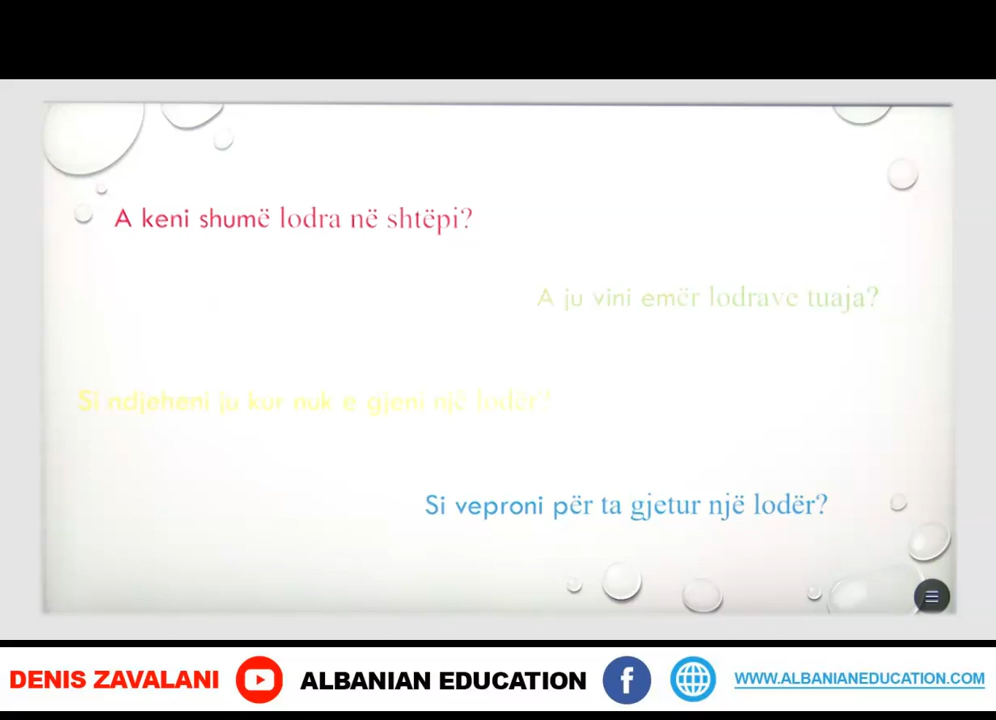 A keni shumë lodra në shtëpi?
A ju vini emër lodrave tuaja?
Si ndjeheni ju kur nuk e gjeni një lodër?
Si veproni për ta gjetur një lodër?
DENIS ZAVALANI ALBANIAN EDUCATION WWW.ALBANIANEDUCATION.COM